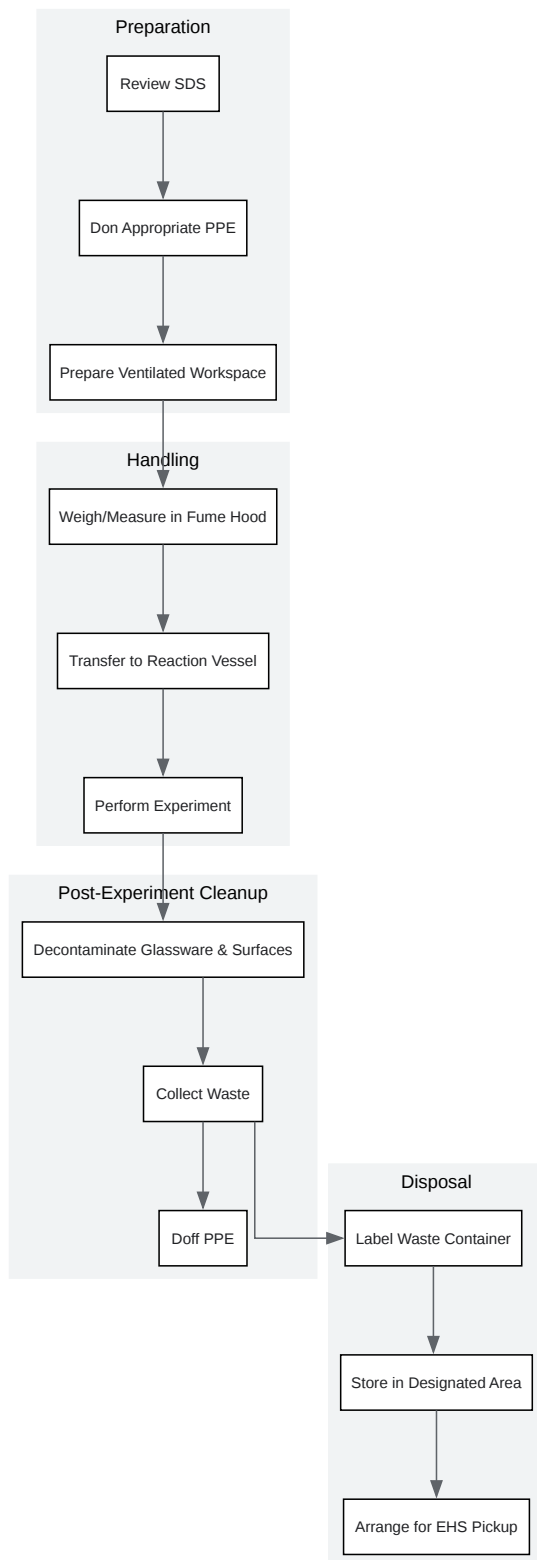 Preparation
Review SDS
Don Appropriate PPE
Prepare Ventilated Workspace
Handling
Weigh/Measure in Fume Hood
Transfer to Reaction Vessel
Perform Experiment
Post-Experiment Cleanup
Decontaminate Glassware & Surfaces
Collect Waste
Doff PPE
Disposal
Label Waste Container
Store in Designated Area
Arrange for EHS Pickup